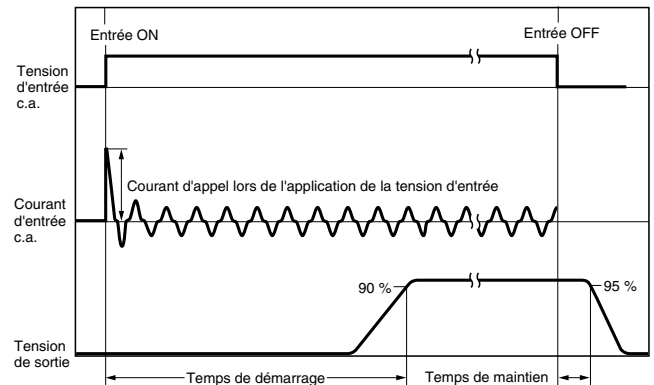 Entrée ON
Entrée OFF
Tension
d'entrée
c.a.
Courant d'appel lors de l'application de la tension d'entrée
Courant
d'entrée
c.a.
90 %
95 %
Tension
de sortie
Temps de démarrage
Temps de maintien